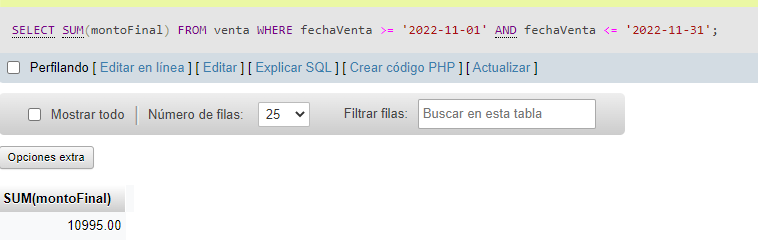 SELECT SUM(montoFinal) FROM venta WHERE fechaVenta >= '2022-11-01' AND fechaVenta <= '2022-11-31';
Perfilando [ Editar en línea ] [ Editar ] [ Explicar SQL ] [ Crear código PHP ] [ Actualizar ]
Mostrar todo Número de filas: 25 Filtrar filas: Buscar en esta tabla
Opciones extra
SUM(montoFinal)
10995.00